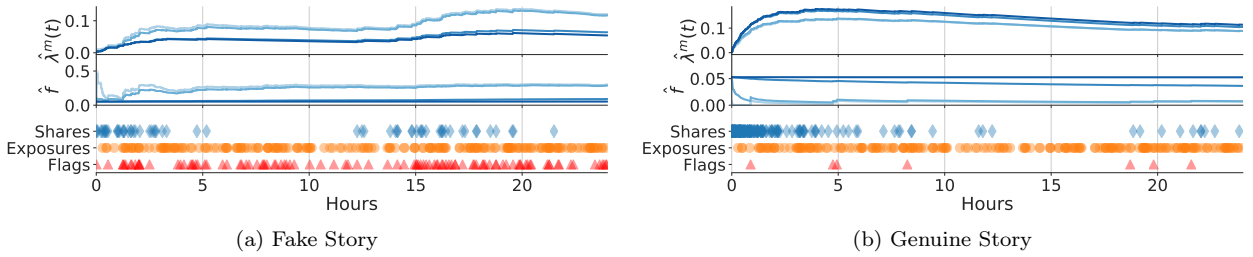 λ̂ᵐ(t)
0.1
0.0
f̂
0.5
0.0
Shares
Exposures
Flags
0 5 10 15 20
Hours
(a) Fake Story
λ̂ᵐ(t)
0.1
0.0
f̂
0.05
0.00
Shares
Exposures
Flags
0 5 10 15 20
Hours
(b) Genuine Story